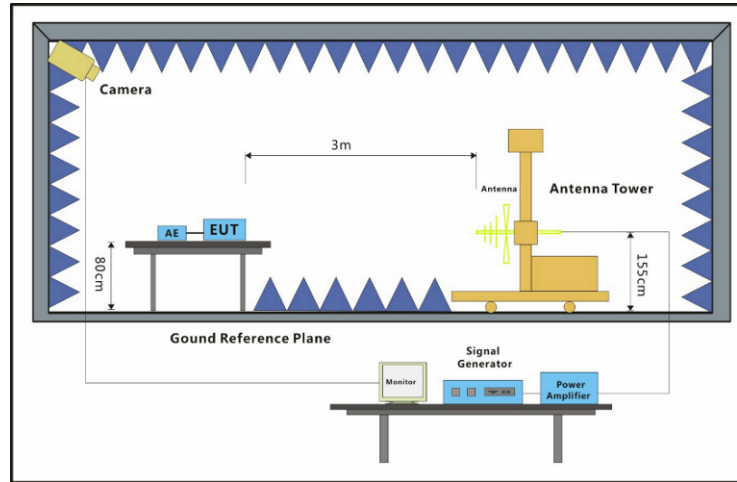 Camera
3m
Antenna
Antenna Tower
AE
EUT
80cm
155cm
Gound Reference Plane
Signal
Generator
Monitor
Power
Amplifier